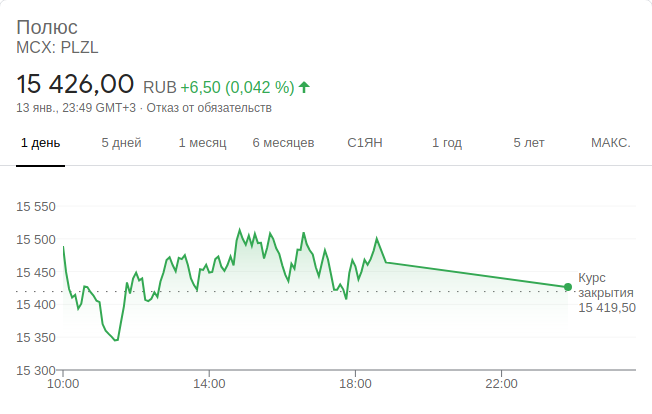 Полюс
MCX: PLZL
15 426,00 RUB +6,50 (0,042 %)
13 янв., 23:49 GMT+3 · Отказ от обязательств
1 день 5 дней 1 месяц 6 месяцев С1ЯН 1 год 5 лет МАКС.
15 550
15 500
15 450
15 400
15 350
15 300
Курс
закрытия
15 419,50
10:00 14:00 18:00 22:00